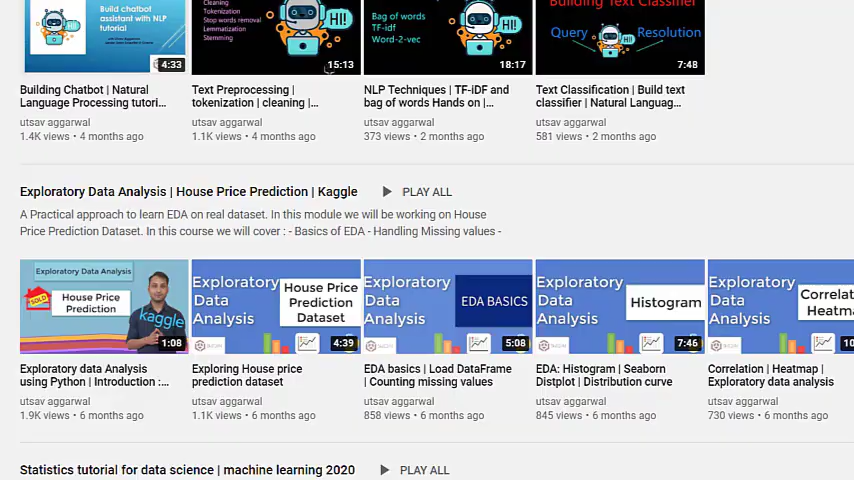 Build chatbot
assistant with NLP
tutorial
4:33
Cleaning
Tokenization
Stop words removal
Lemmatization
Stemming
HI!
15:13
Bag of words
TF-idf
Word-2-vec
HI!
18:17
Building Text Classifier
Query
Resolution
HI!
7:48
Building Chatbot | Natural
Language Processing tutori...
utsav aggarwal
1.4K views • 4 months ago
Text Preprocessing |
tokenization | cleaning |...
utsav aggarwal
1.1K views • 4 months ago
NLP Techniques | TF-iDF and
bag of words Hands on |...
utsav aggarwal
373 views • 2 months ago
Text Classification | Build text
classifier | Natural Languag...
utsav aggarwal
581 views • 2 months ago
Exploratory Data Analysis | House Price Prediction | Kaggle
PLAY ALL
A Practical approach to learn EDA on real dataset. In this module we will be working on House
Price Prediction Dataset. In this course we will cover : - Basics of EDA - Handling Missing values -
Exploratory Data Analysis
SOLD
House Price
Prediction
kaggle
1:08
Exploratory
Data
Analysis
House Price
Prediction
Dataset
4:39
Exploratory
Data
Analysis
EDA BASICS
5:08
Exploratory
Data
Analysis
Histogram
7:46
Exploratory
Data
Analysis
Correlat
Heatm
10
Exploratory data Analysis
using Python | Introduction :...
utsav aggarwal
1.9K views • 6 months ago
Exploring House price
prediction dataset
utsav aggarwal
1.1K views • 6 months ago
EDA basics | Load DataFrame
| Counting missing values
utsav aggarwal
858 views • 6 months ago
EDA: Histogram | Seaborn
Distplot | Distribution curve
utsav aggarwal
845 views • 6 months ago
Correlation | Heatmap |
Exploratory data analysis
utsav aggarwal
730 views • 6 months ago
Statistics tutorial for data science | machine learning 2020
PLAY ALL